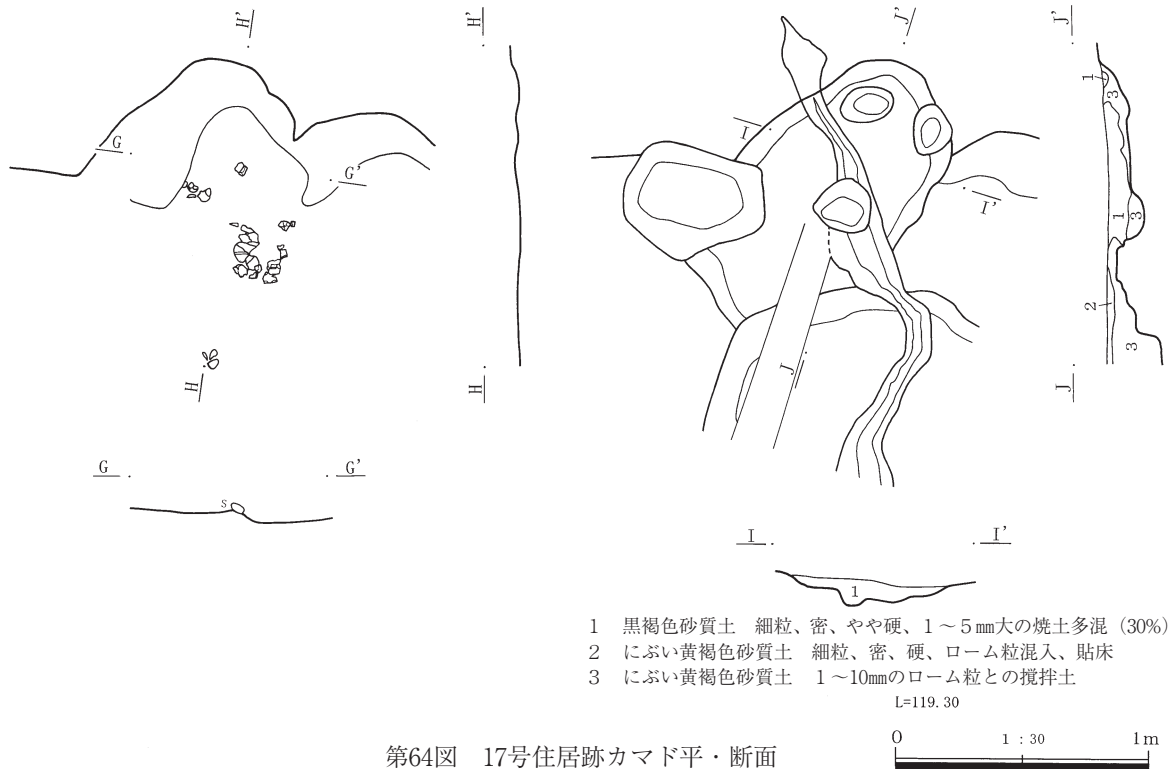 H'
H'
J'
J'
G
G'
I
I'
1
3
1
3
2
3
H
H
J
J
G
G'
S
I
I'
1
1 黒褐色砂質土 細粒、密、やや硬、1~5㎜大の焼土多混(30%)
2 にぶい黄褐色砂質土 細粒、密、硬、ローム粒混入、貼床
3 にぶい黄褐色砂質土 1~10㎜のローム粒との攪拌土
L=119.30
0 1:30 1m
第64図 17号住居跡カマド平・断面